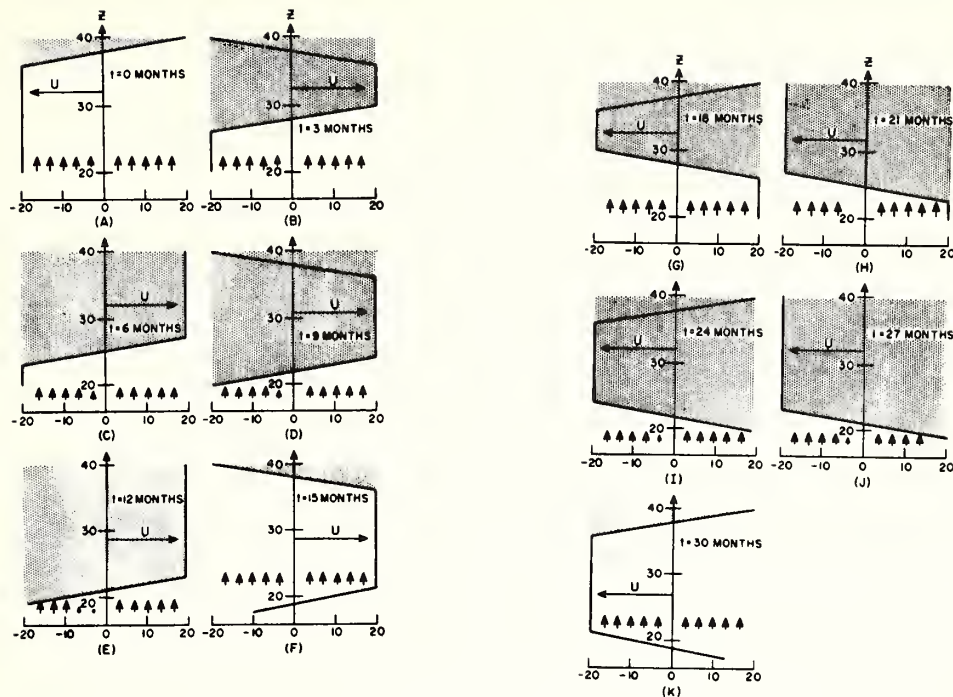 Z
40
t=0 MONTHS
U
30
20
-20 -10 0 10 20
(A)
Z
40
U
30
t=3 MONTHS
20
-20 -10 0 10 20
(B)
40
U
30
t=6 MONTHS
20
-20 -10 0 10 20
(C)
40
U
30
t=9 MONTHS
20
-20 -10 0 10 20
(D)
40
t=12 MONTHS
30
U
20
-20 -10 0 10 20
(E)
40
t=15 MONTHS
30
U
20
-20 -10 0 10 20
(F)
Z
40
t=18 MONTHS
U
30
20
-20 -10 0 10 20
(G)
Z
40
t=21 MONTHS
U
30
20
-20 -10 0 10 20
(H)
40
t=24 MONTHS
U
30
20
-20 -10 0 10 20
(I)
40
t=27 MONTHS
U
30
20
-20 -10 0 10 20
(J)
40
t=30 MONTHS
30
U
20
-20 -10 0 10 20
(K)